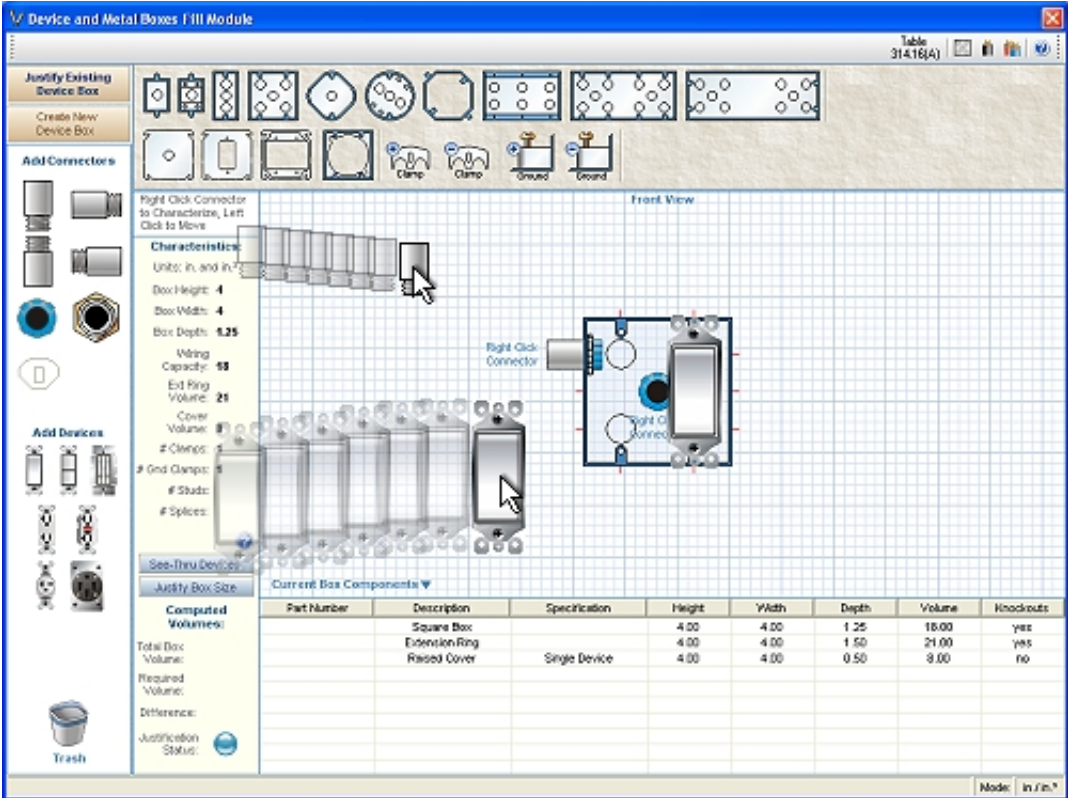 Device and Metal Boxes Fill Module
Table
314.16(A)
Justify Existing
Device Box
Create New
Device Box
Add Connectors
Clamp
Clamp
Ground
Ground
Right Click Connector
to Characterize, Left
Click to Move
Front View
Characteristics:
Units: in. and in.³
Box Height: 4
Box Width: 4
Box Depth: 1.25
Wiring
Capacity: 18
Ext Ring
Volume: 21
Cover
Volume: 8
# Clamps: 1
# Gnd Clamps: 1
# Studs:
# Splices:
Right Click
Connector
Right Cl
Connec
Add Devices
See-Thru Devices
Justify Box Size
Current Box Components ▼
Part Number Description Specification Height Width Depth Volume Knockouts
Square Box 4.00 4.00 1.25 18.00 yes
Extension Ring 4.00 4.00 1.50 21.00 yes
Raised Cover Single Device 4.00 4.00 0.50 8.00 no
Computed
Volumes:
Total Box
Volume:
Required
Volume:
Difference:
Justification
Status:
Trash
Mode: in./in.³